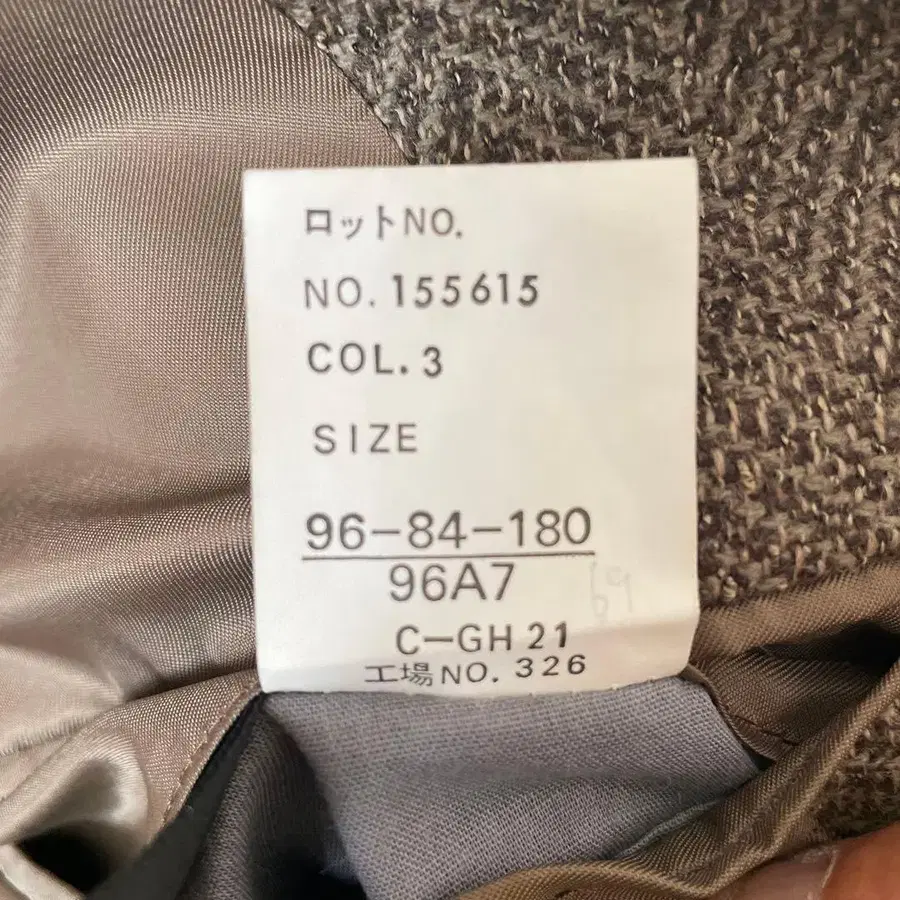 ロットNO.
NO. 155615
COL. 3
SIZE
96-84-180
96A7
69
C-GH 21
工場NO. 326